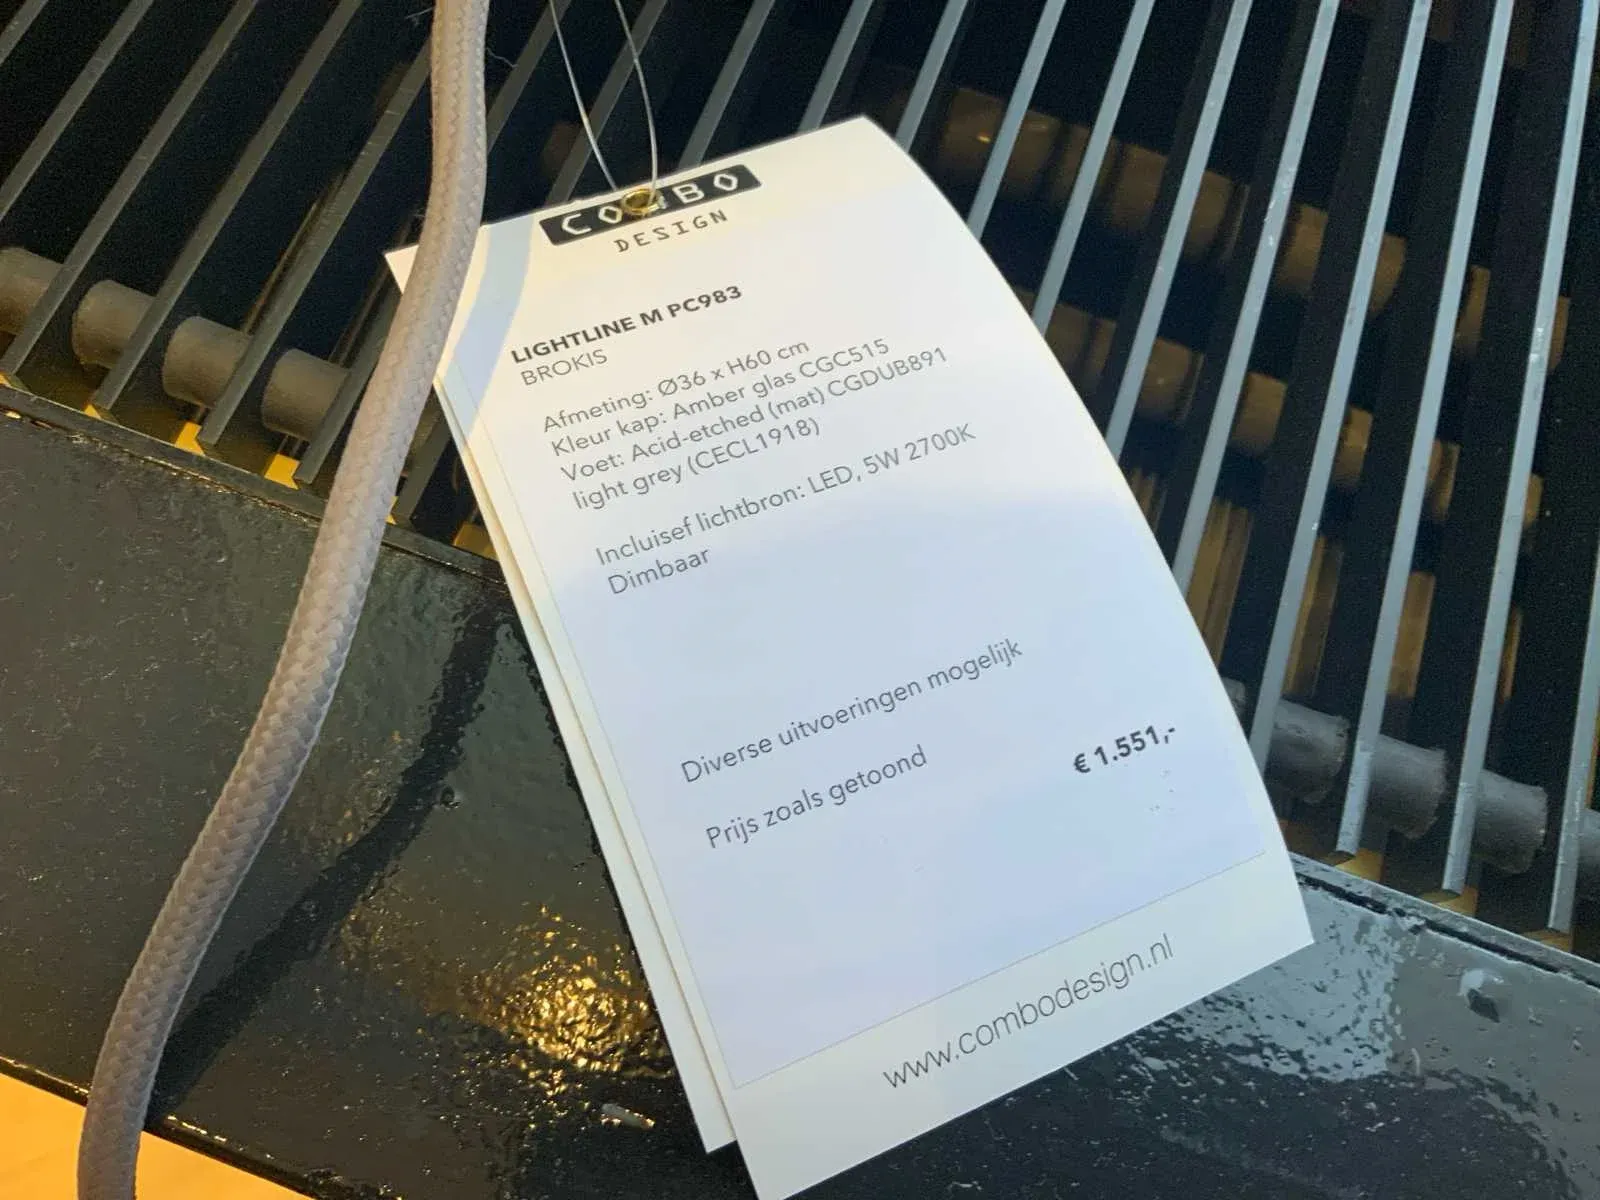 COMBO
DESIGN
LIGHTLINE M PC983
BROKIS
Afmeting: Ø36 x H60 cm
Kleur kap: Amber glas CGC515
Voet: Acid-etched (mat) CGDUB891
light grey (CECL1918)
Incluisef lichtbron: LED, 5W 2700K
Dimbaar
Diverse uitvoeringen mogelijk
Prijs zoals getoond € 1.551,-
www.combodesign.nl